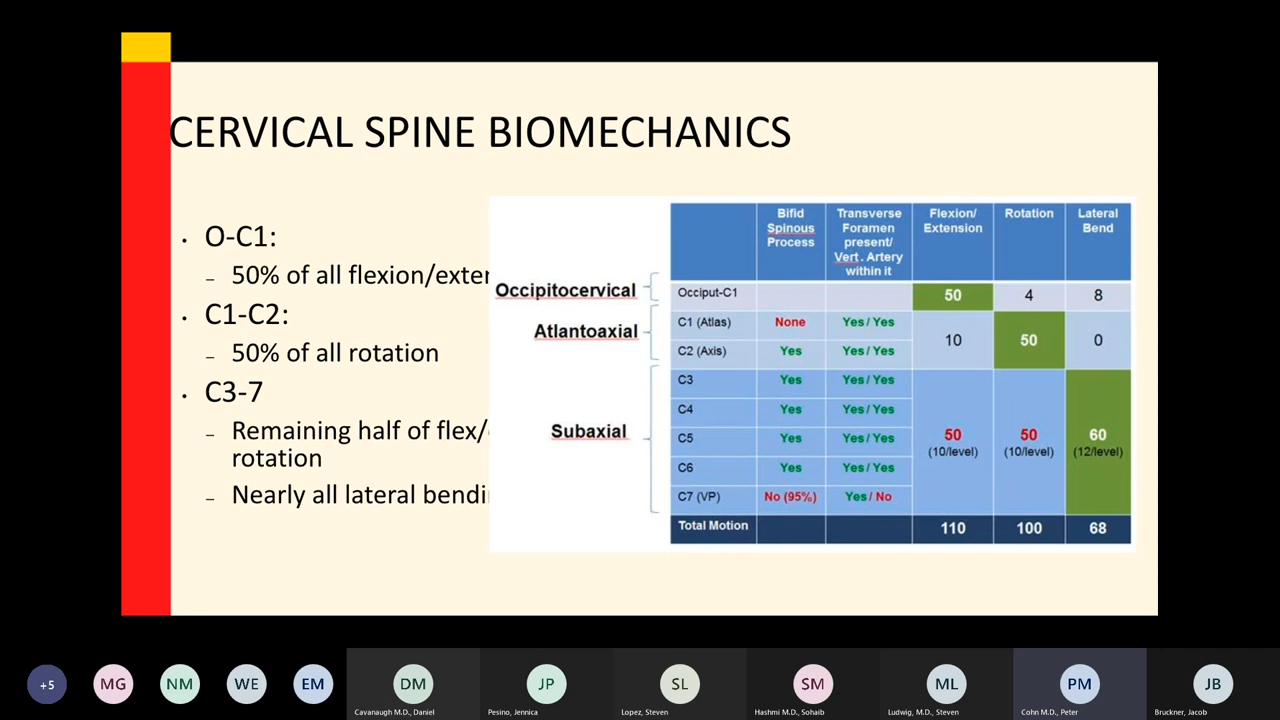 CERVICAL SPINE BIOMECHANICS
• O-C1:
– 50% of all flexion/exten
• C1-C2:
– 50% of all rotation
• C3-7
– Remaining half of flex/
rotation
– Nearly all lateral bendi
Occipitocervical
Atlantoaxial
Subaxial
Bifid Spinous Process Transverse Foramen present/ Vert. Artery within it Flexion/ Extension Rotation Lateral Bend
Occiput-C1 50 4 8
C1 (Atlas) None Yes / Yes
10 50 0
C2 (Axis) Yes Yes / Yes
C3 Yes Yes / Yes
C4 Yes Yes / Yes
C5 Yes Yes / Yes
50 50 60
(10/level) (10/level) (12/level)
C6 Yes Yes / Yes
C7 (VP) No (95%) Yes / No
Total Motion 110 100 68
+5 MG NM WE EM DM JP SL SM ML PM JB
Cavanaugh M.D., Daniel Pesino, Jennica Lopez, Steven Hashmi M.D., Sohaib Ludwig, M.D., Steven Cohn M.D., Peter Bruckner, Jacob